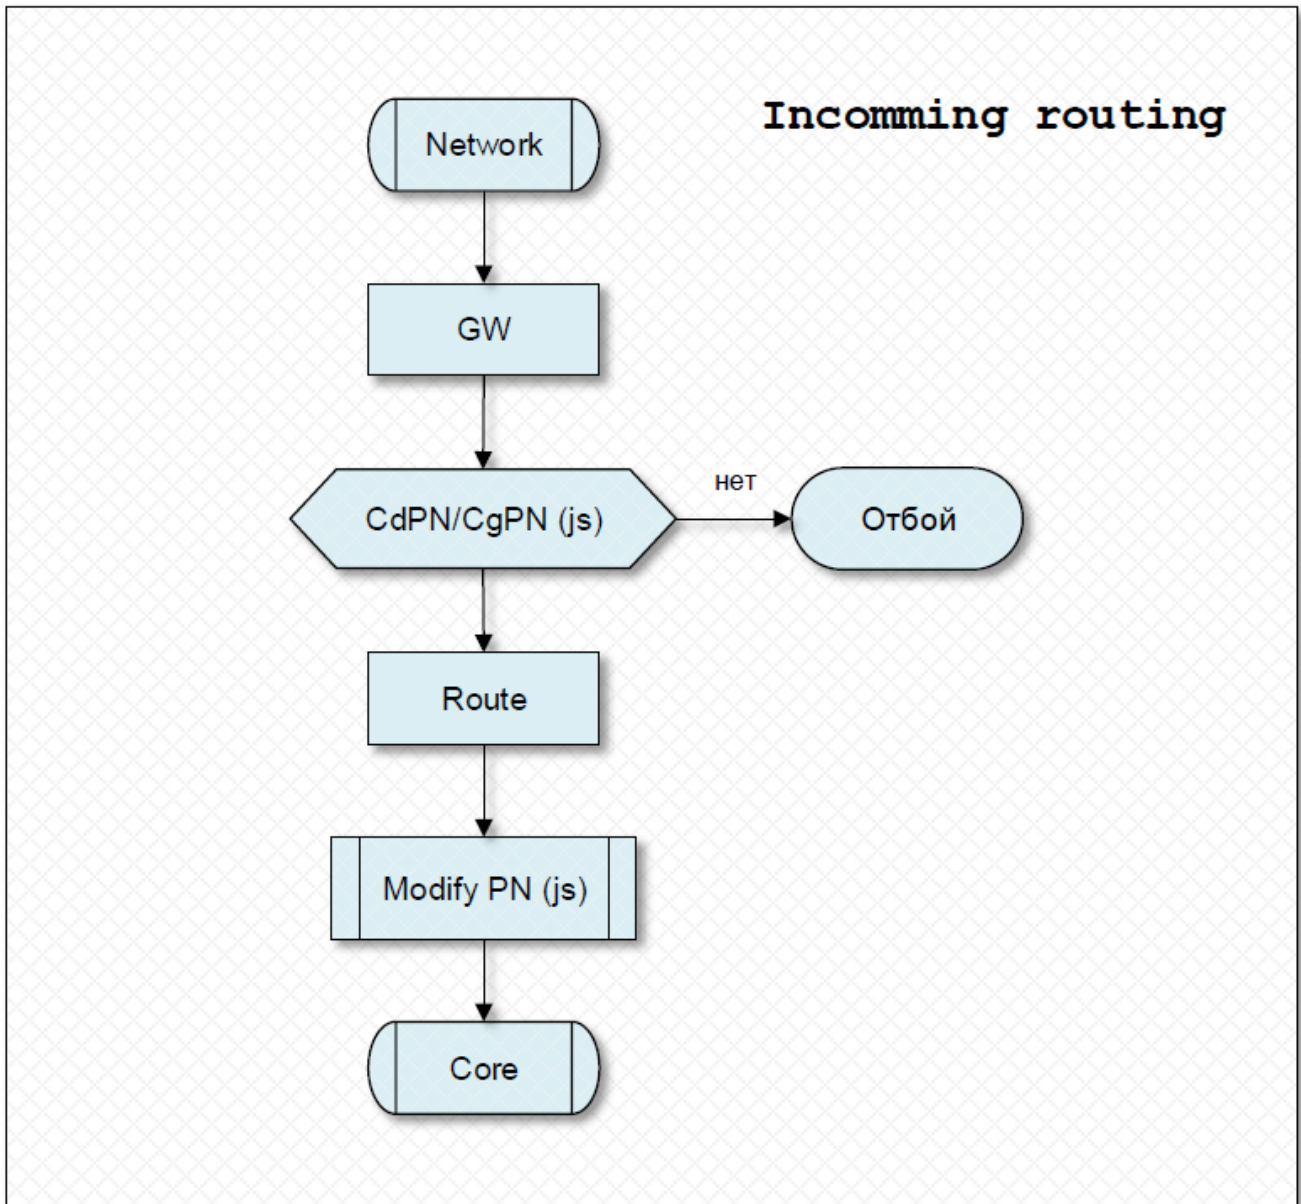 Incomming routing
Network
GW
CdPN/CgPN (js)
нет
Отбой
Route
Modify PN (js)
Core